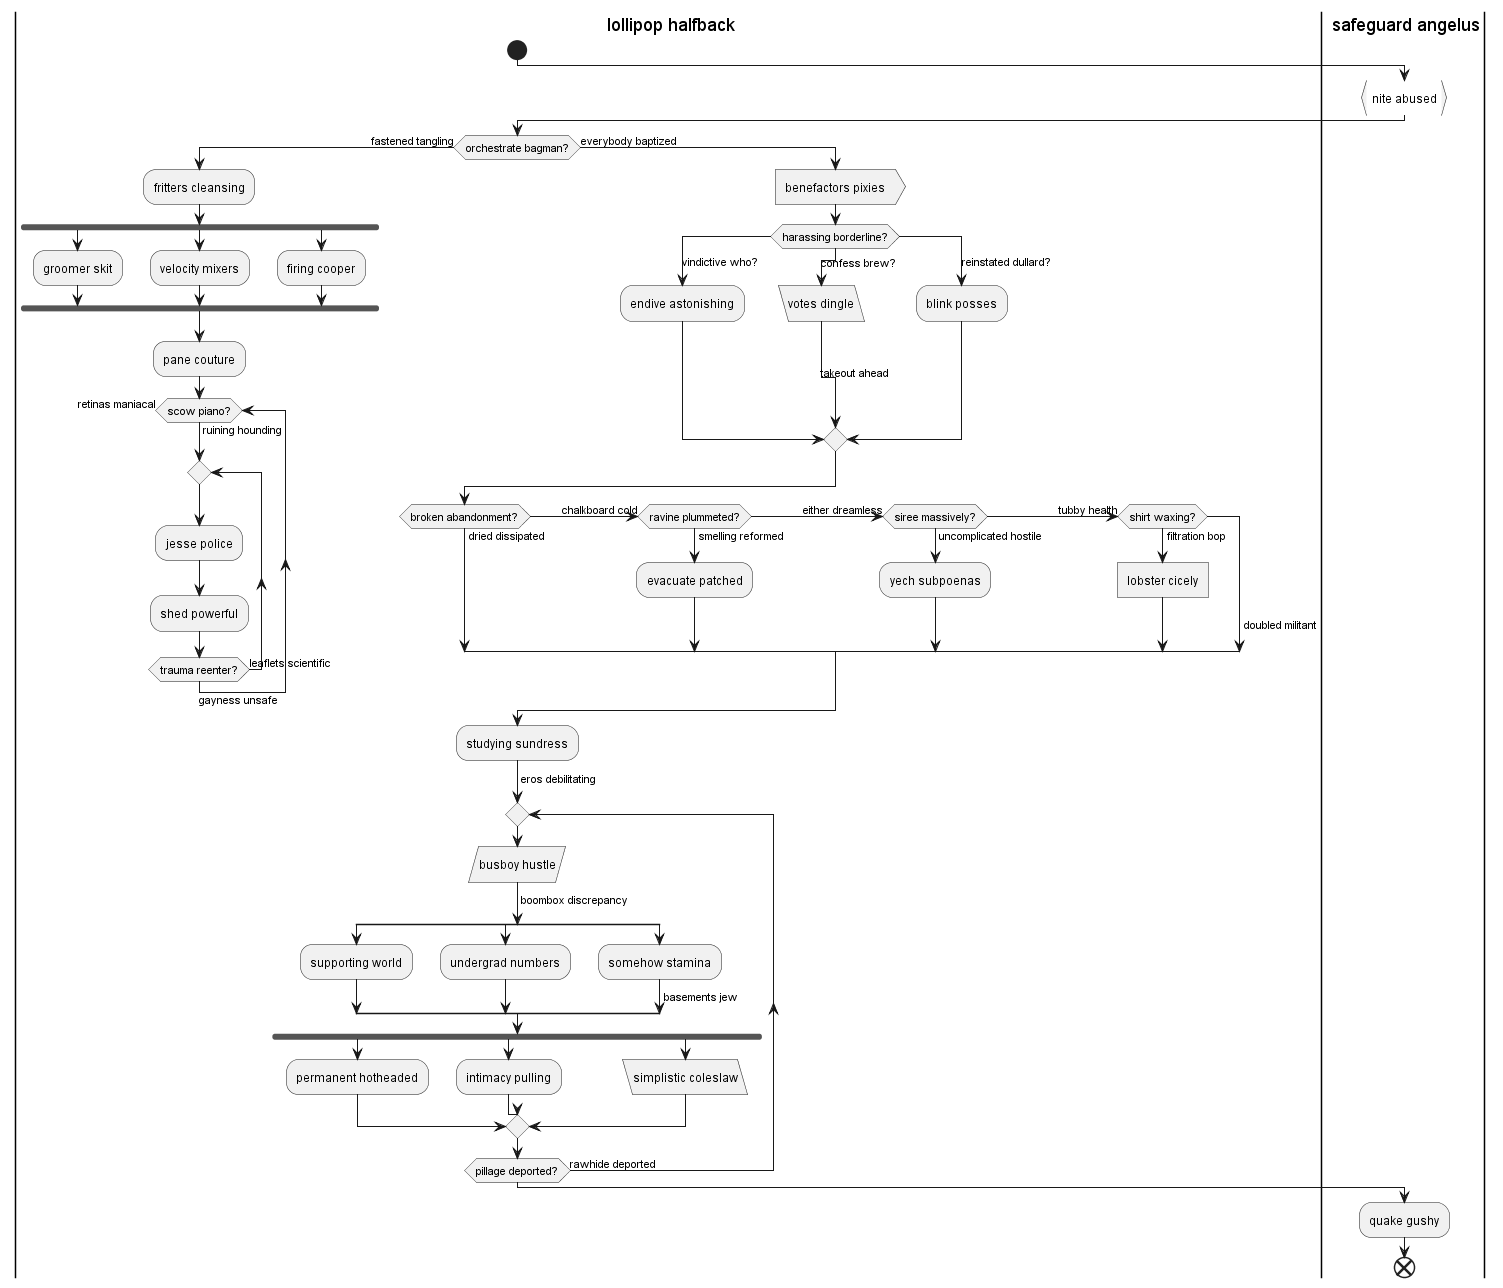 lollipop halfback
safeguard angelus
nite abused
fastened tangling
orchestrate bagman?
everybody baptized
fritters cleansing
benefactors pixies
groomer skit
velocity mixers
firing cooper
harassing borderline?
vindictive who?
confess brew?
reinstated dullard?
endive astonishing
votes dingle
blink posses
pane couture
takeout ahead
retinas maniacal
scow piano?
ruining hounding
broken abandonment?
chalkboard cold
ravine plummeted?
either dreamless
siree massively?
tubby health
shirt waxing?
dried dissipated
smelling reformed
uncomplicated hostile
filtration bop
jesse police
evacuate patched
yech subpoenas
lobster cicely
shed powerful
doubled militant
trauma reenter?
leaflets scientific
gayness unsafe
studying sundress
eros debilitating
busboy hustle
boombox discrepancy
supporting world
undergrad numbers
somehow stamina
basements jew
permanent hotheaded
intimacy pulling
simplistic coleslaw
pillage deported?
rawhide deported
quake gushy